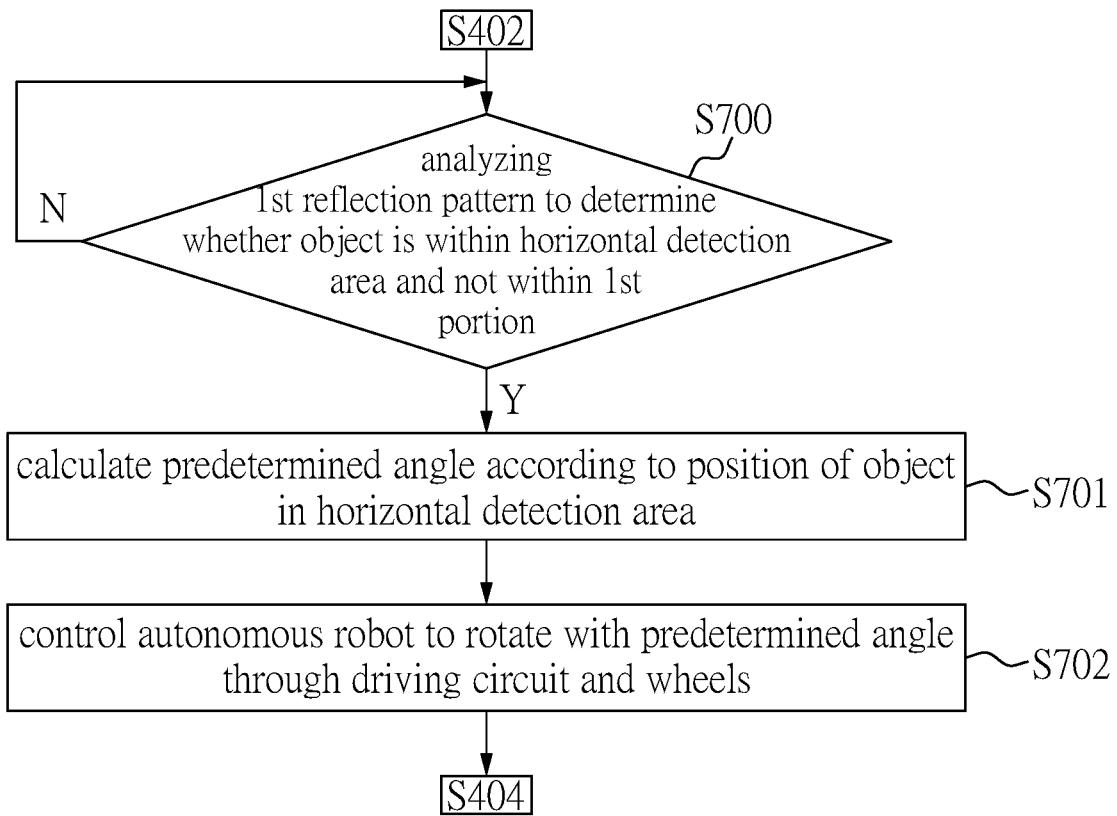 S402
S700
analyzing
1st reflection pattern to determine
whether object is within horizontal detection
area and not within 1st
portion
N
Y
calculate predetermined angle according to position of object
in horizontal detection area
S701
control autonomous robot to rotate with predetermined angle
through driving circuit and wheels
S702
S404